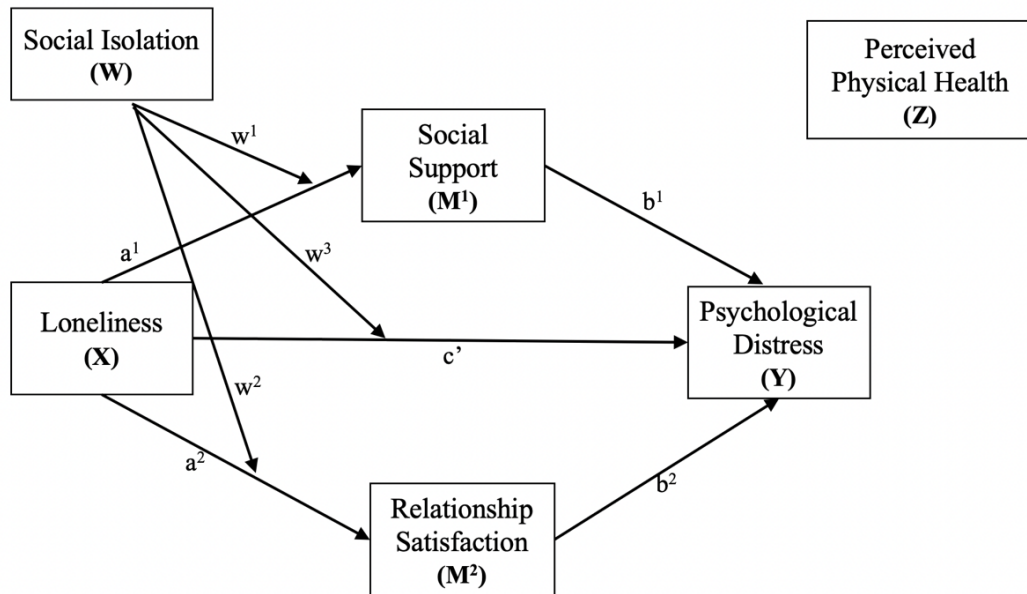 Social Isolation
(W)
Perceived
Physical Health
(Z)
w¹
Social
Support
(M¹)
b¹
a¹
w³
Loneliness
(X)
c’
Psychological
Distress
(Y)
w²
a²
b²
Relationship
Satisfaction
(M²)